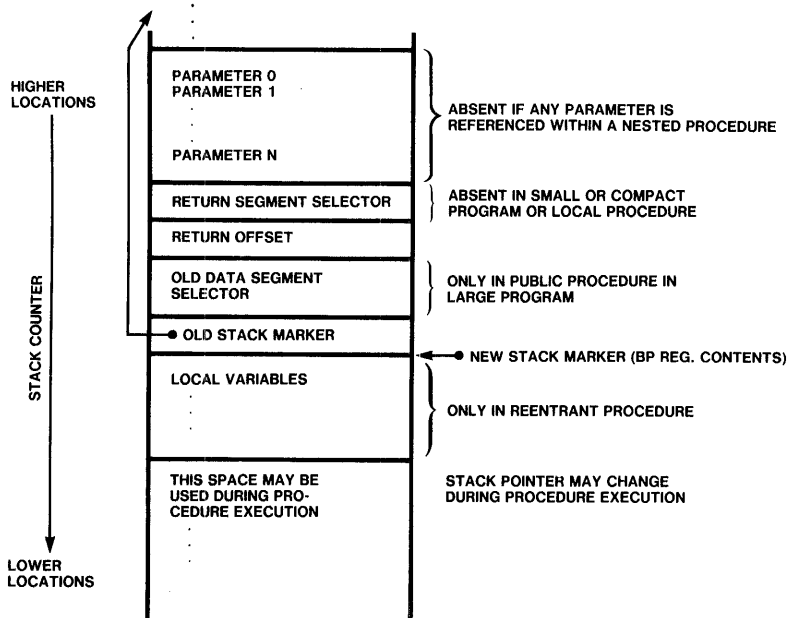 HIGHER
LOCATIONS
STACK COUNTER
LOWER
LOCATIONS
PARAMETER 0
PARAMETER 1
PARAMETER N
ABSENT IF ANY PARAMETER IS
REFERENCED WITHIN A NESTED PROCEDURE
RETURN SEGMENT SELECTOR
ABSENT IN SMALL OR COMPACT
PROGRAM OR LOCAL PROCEDURE
RETURN OFFSET
OLD DATA SEGMENT
SELECTOR
ONLY IN PUBLIC PROCEDURE IN
LARGE PROGRAM
OLD STACK MARKER
NEW STACK MARKER (BP REG. CONTENTS)
LOCAL VARIABLES
ONLY IN REENTRANT PROCEDURE
THIS SPACE MAY BE
USED DURING PRO-
CEDURE EXECUTION
STACK POINTER MAY CHANGE
DURING PROCEDURE EXECUTION